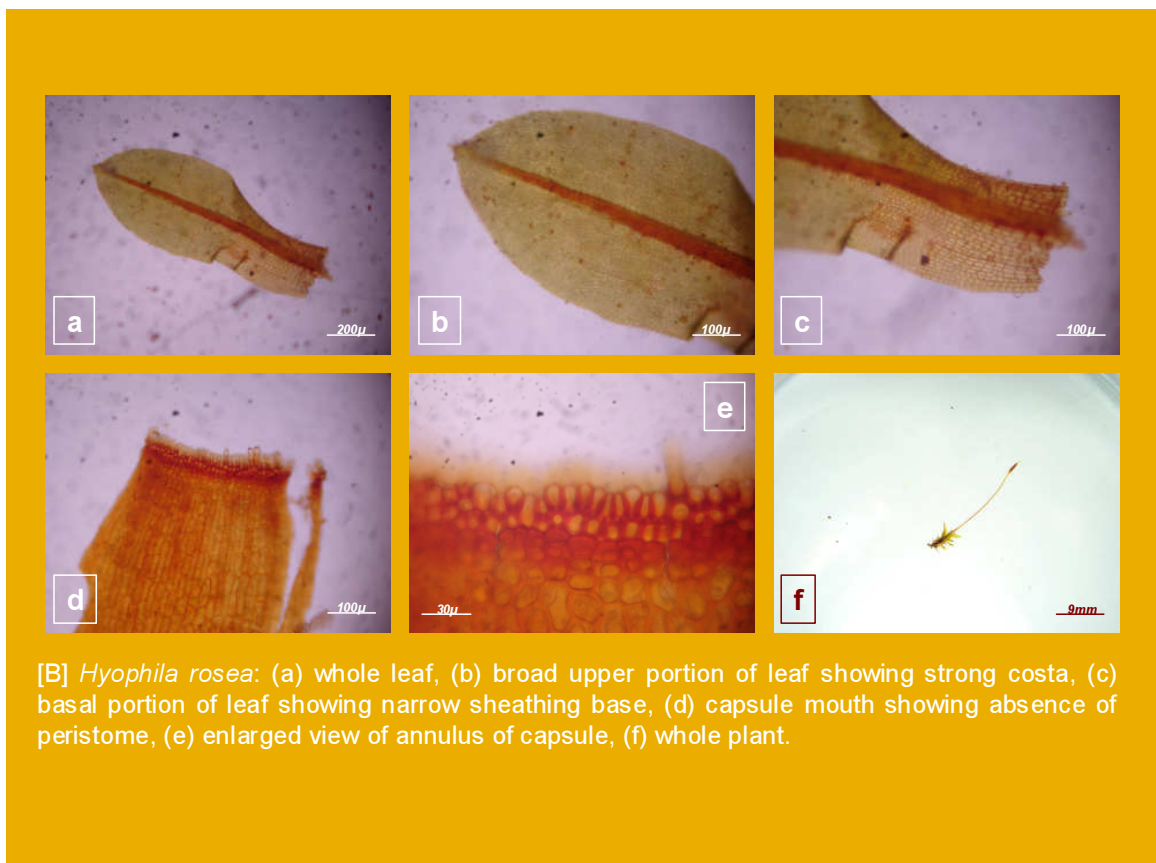 a
200µ
b
100µ
c
100µ
d
100µ
e
30µ
f
9mm
[B] Hyophila rosea: (a) whole leaf, (b) broad upper portion of leaf showing strong costa, (c)
basal portion of leaf showing narrow sheathing base, (d) capsule mouth showing absence of
peristome, (e) enlarged view of annulus of capsule, (f) whole plant.